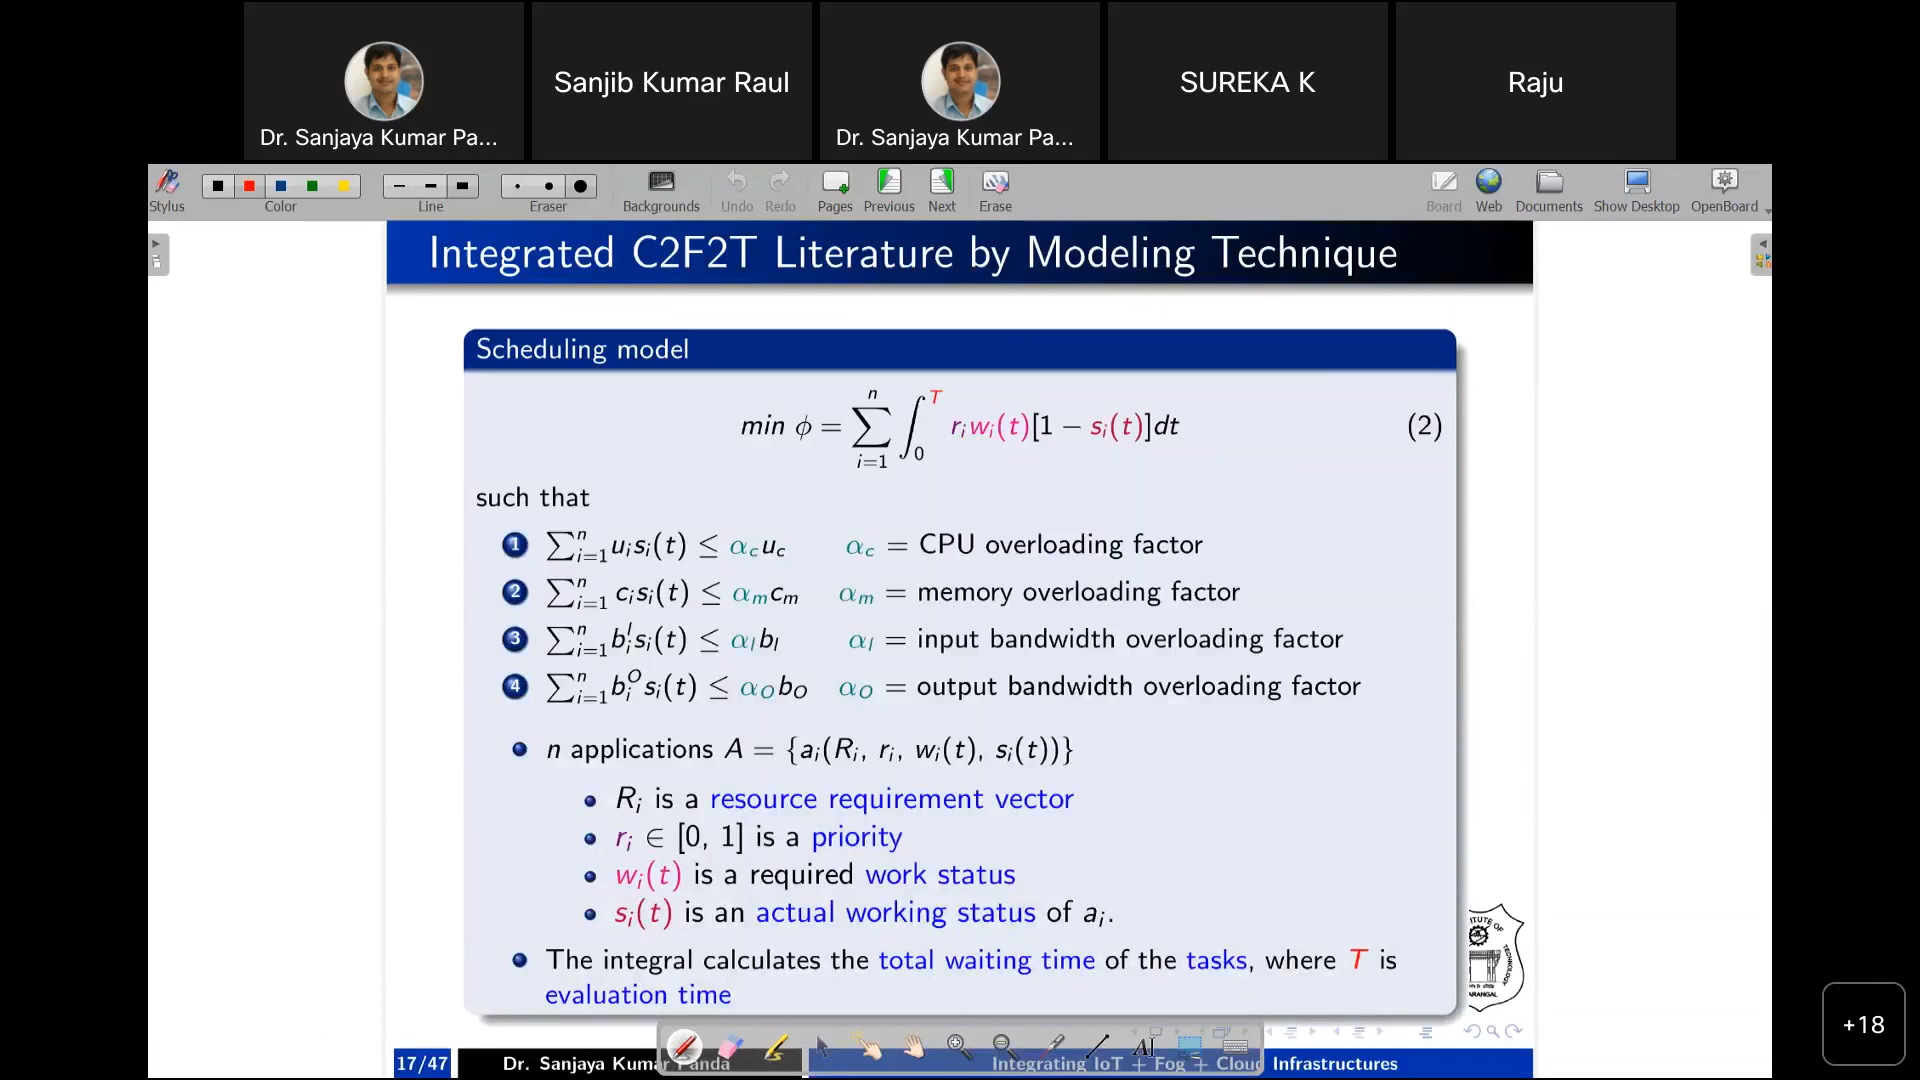 Dr. Sanjaya Kumar Pa...
Sanjib Kumar Raul
Dr. Sanjaya Kumar Pa...
SUREKA K
Raju
Stylus
Color
Line
Eraser
Backgrounds
Undo
Redo
Pages
Previous
Next
Erase
Board
Web
Documents
Show Desktop
OpenBoard
Integrated C2F2T Literature by Modeling Technique
Scheduling model
min ϕ = ∑_{i=1}^{n} ∫_0^T r_i w_i(t)[1 − s_i(t)]dt (2)
such that
1 ∑_{i=1}^{n} u_i s_i(t) ≤ α_c u_c α_c = CPU overloading factor
2 ∑_{i=1}^{n} c_i s_i(t) ≤ α_m c_m α_m = memory overloading factor
3 ∑_{i=1}^{n} b_i^I s_i(t) ≤ α_I b_I α_I = input bandwidth overloading factor
4 ∑_{i=1}^{n} b_i^O s_i(t) ≤ α_O b_O α_O = output bandwidth overloading factor
n applications A = {a_i(R_i, r_i, w_i(t), s_i(t))}
R_i is a resource requirement vector
r_i ∈ [0, 1] is a priority
w_i(t) is a required work status
s_i(t) is an actual working status of a_i.
The integral calculates the total waiting time of the tasks, where T is
evaluation time
17/47 Dr. Sanjaya Kumar Panda Integrating IoT + Fog + Cloud Infrastructures
+18